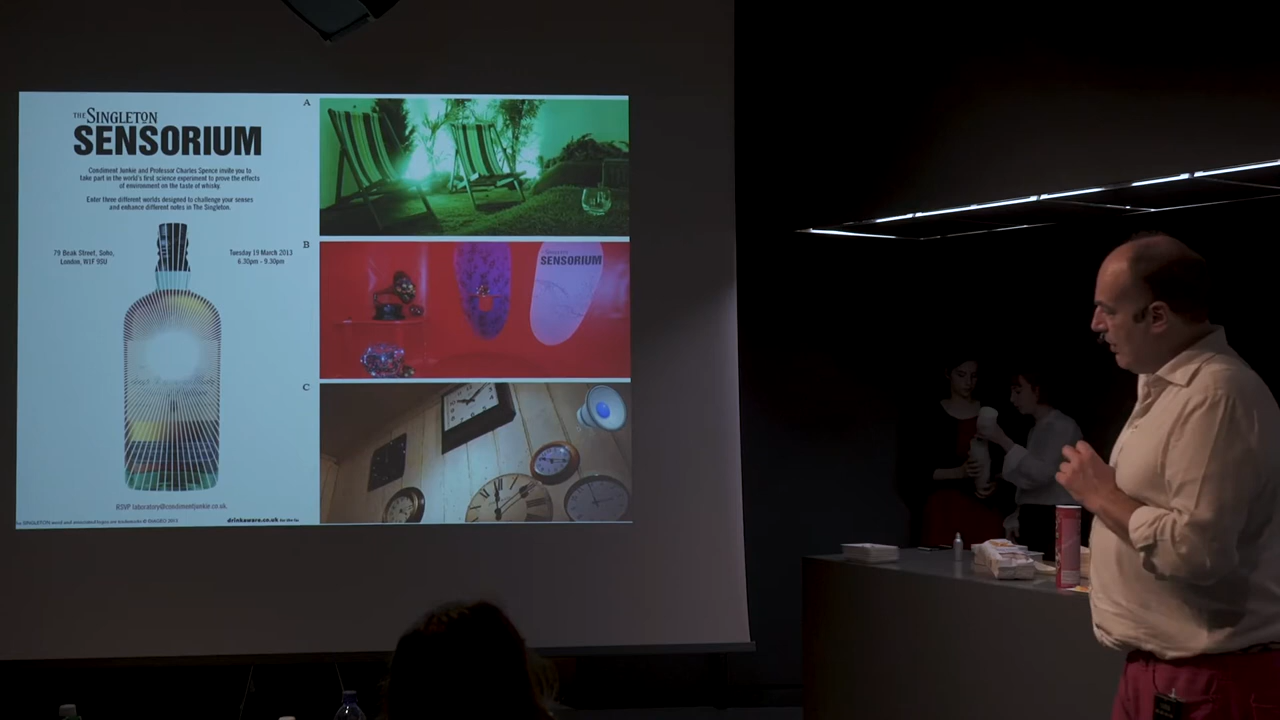 THE SINGLETON
SENSORIUM
Condiment Junkie and Professor Charles Spence invite you to
take part in the world's first science experiment to prove the effects
of environment on the taste of whisky.
Enter three different worlds designed to challenge your senses
and enhance different notes in The Singleton.
79 Beak Street, Soho,
London, W1F 9SU
Tuesday 19 March 2013
6.30pm - 9.30pm
RSVP laboratory@condimentjunkie.co.uk.
drinkaware.co.uk for the facts
A
B
SENSORIUM
C